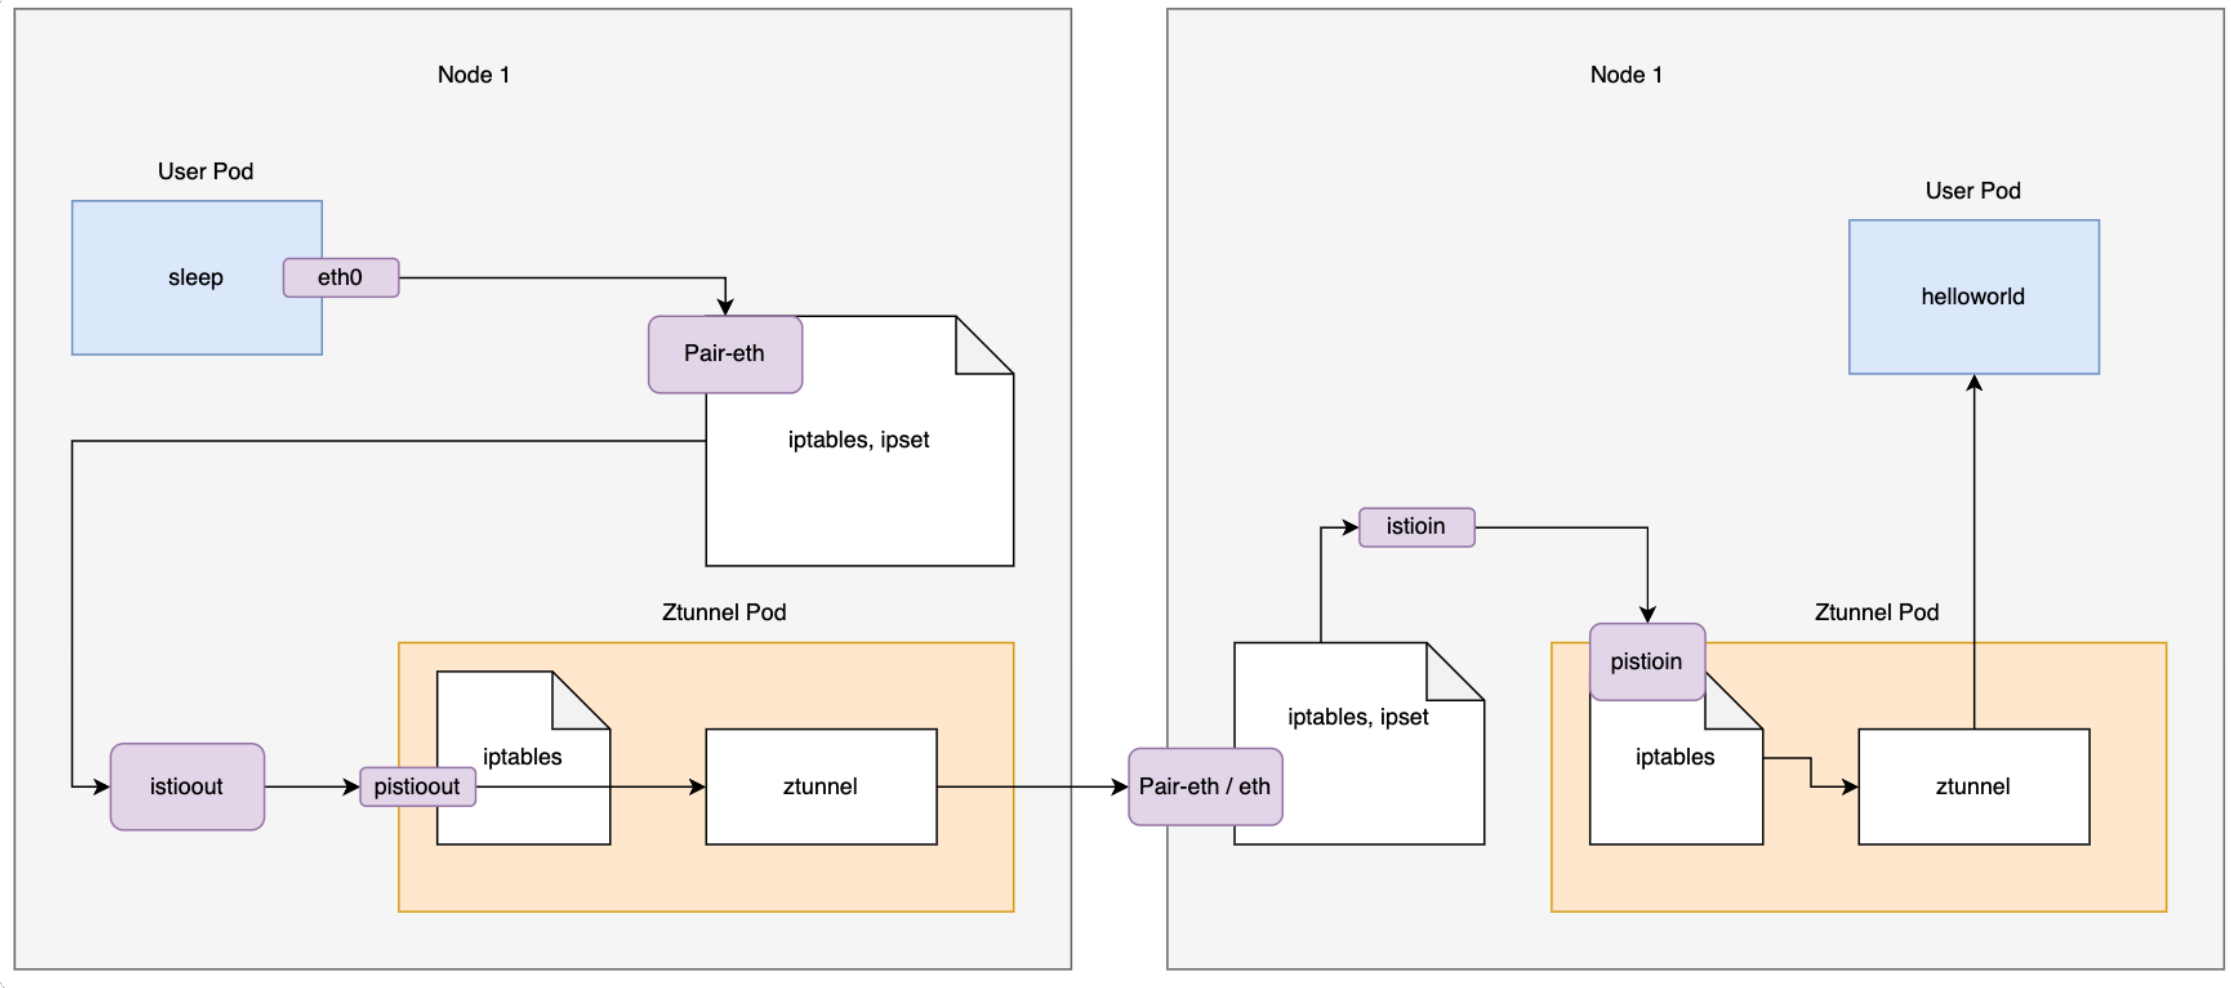 Node 1
User Pod
sleep
eth0
Pair-eth
iptables, ipset
Ztunnel Pod
iptables
istioout
pistioout
ztunnel
Node 1
User Pod
helloworld
istioin
Ztunnel Pod
pistioin
iptables, ipset
Pair-eth / eth
iptables
ztunnel